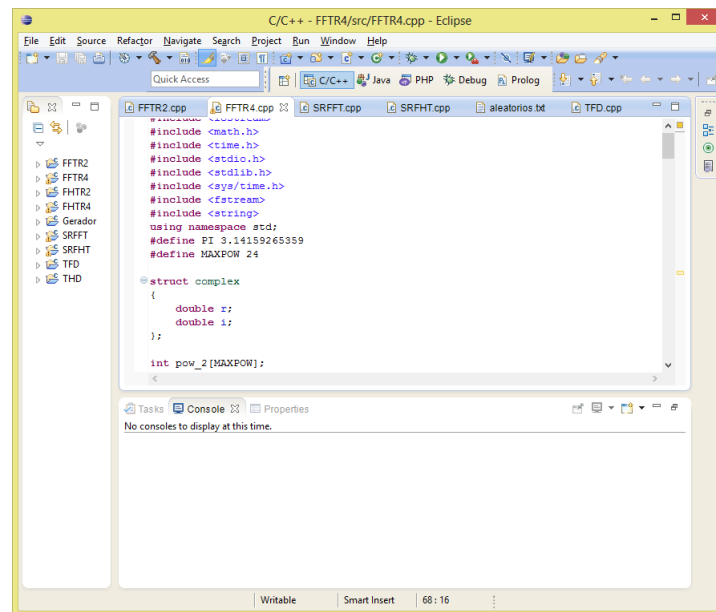 C/C++ - FFTR4/src/FFTR4.cpp - Eclipse
File Edit Source Refactor Navigate Search Project Run Window Help
Quick Access
C/C++ Java PHP Debug Prolog
FFTR2.cpp FFTR4.cpp SRFFT.cpp SRFHT.cpp aleatorios.txt TFD.cpp
FFTR2
FFTR4
FHTR2
FHTR4
Gerador
SRFFT
SRFHT
TFD
THD
#include <iostream>
#include <math.h>
#include <time.h>
#include <stdio.h>
#include <stdlib.h>
#include <sys/time.h>
#include <fstream>
#include <string>
using namespace std;
#define PI 3.14159265359
#define MAXPOW 24
struct complex
{
double r;
double i;
};
int pow_2[MAXPOW];
Tasks Console Properties
No consoles to display at this time.
Writable Smart Insert 68 : 16